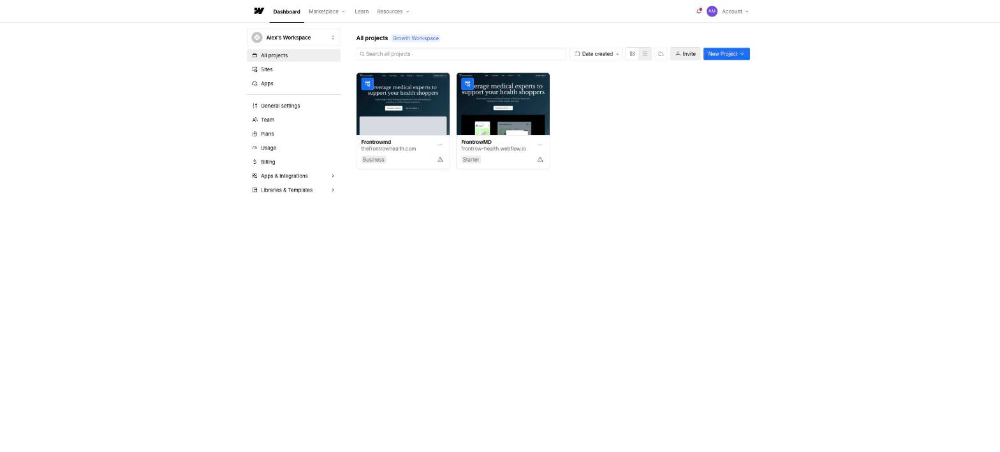 Dashboard
Marketplace
Learn
Resources
AM
Account
Alex's Workspace
All projects
Sites
Apps
General settings
Team
Plans
Usage
Billing
Apps & Integrations
Libraries & Templates
All projects
Growth Workspace
Search all projects
Date created
Invite
New Project
everage medical experts to
support your health shoppers
Frontrowmd
thefrontrowhealth.com
Business
erage medical experts to
support your health shoppers
FrontrowMD
frontrow-health.webflow.io
Starter